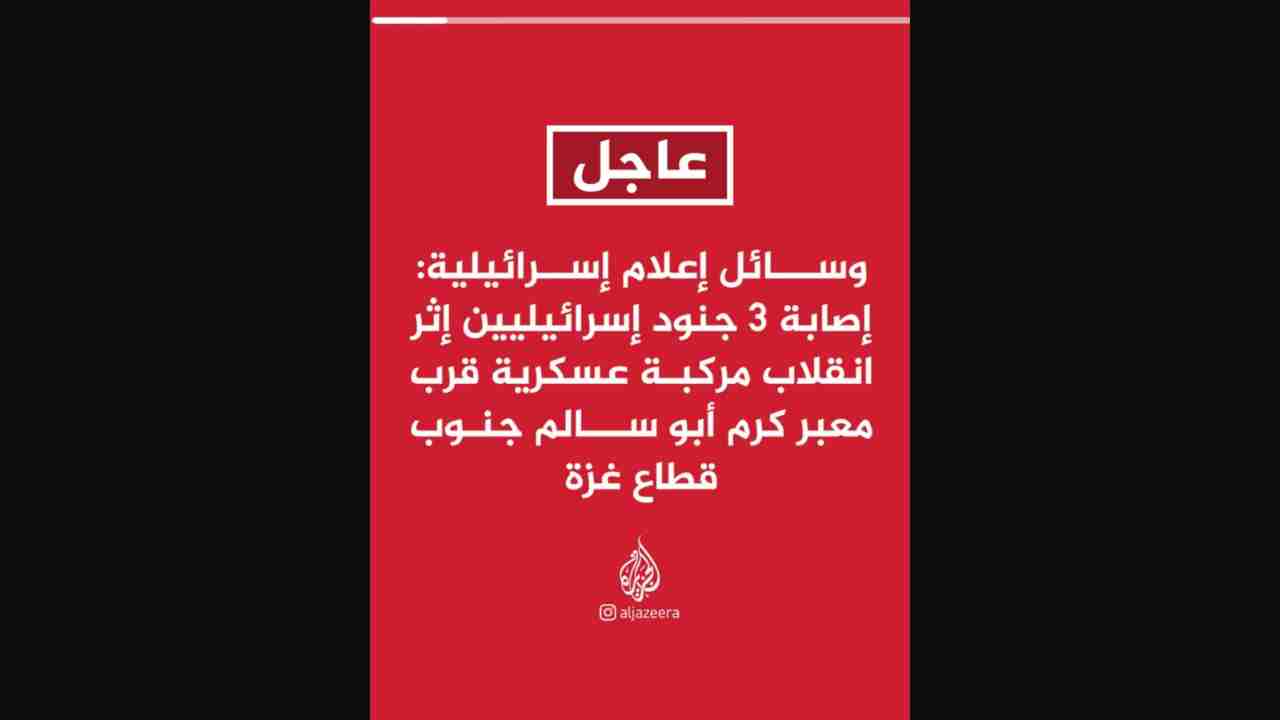 عاجل
وسائل إعلام إسرائيلية:
إصابة 3 جنود إسرائيليين إثر
انقلاب مركبة عسكرية قرب
معبر كرم أبو سالم جنوب
قطاع غزة
الجزيرة
aljazeera